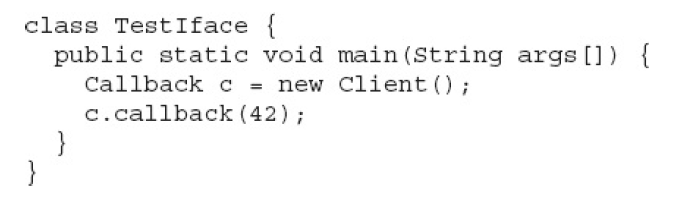 class TestIface {
  public static void main(String args[]) {
    Callback c = new Client();
    c.callback(42);
  }
}